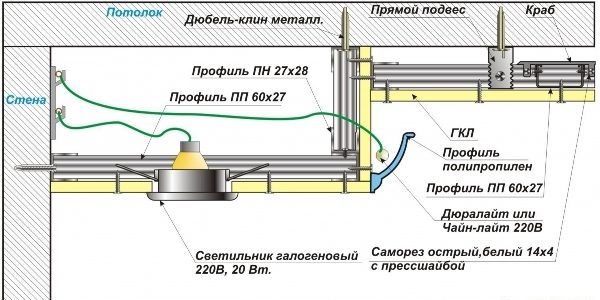 Потолок
Дюбель-клин металл.
Прямой подвес
Краб
Профиль ПН 27х28
Стена
Профиль ПП 60х27
ГКЛ
Профиль
полипропилен
Профиль ПП 60х27
Дюралайт или
Чайн-лайт 220В
Светильник галогеновый
220В, 20 Вт.
Саморез острый,белый 14х4
с прессшайбой